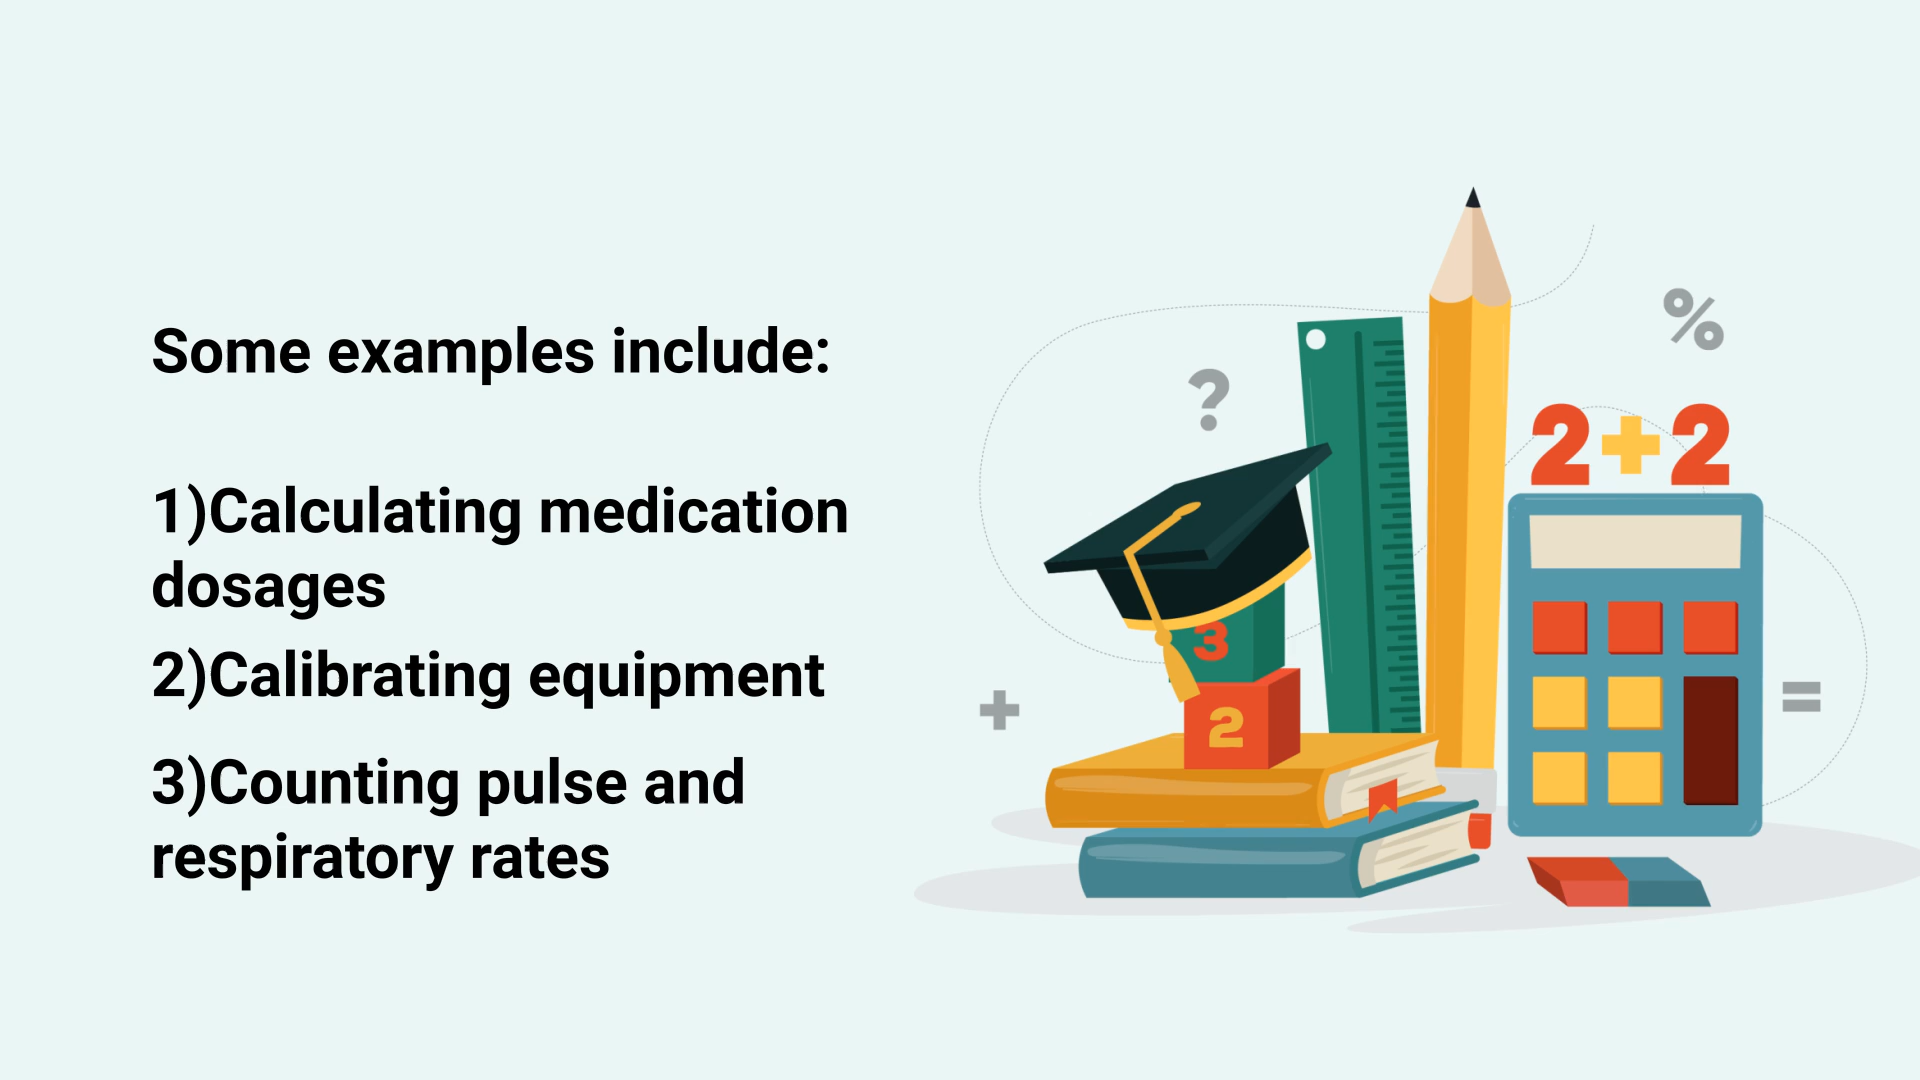 Some examples include:
1)Calculating medication
dosages
2)Calibrating equipment
3)Counting pulse and
respiratory rates
?
%
2+2
3
2
+
=